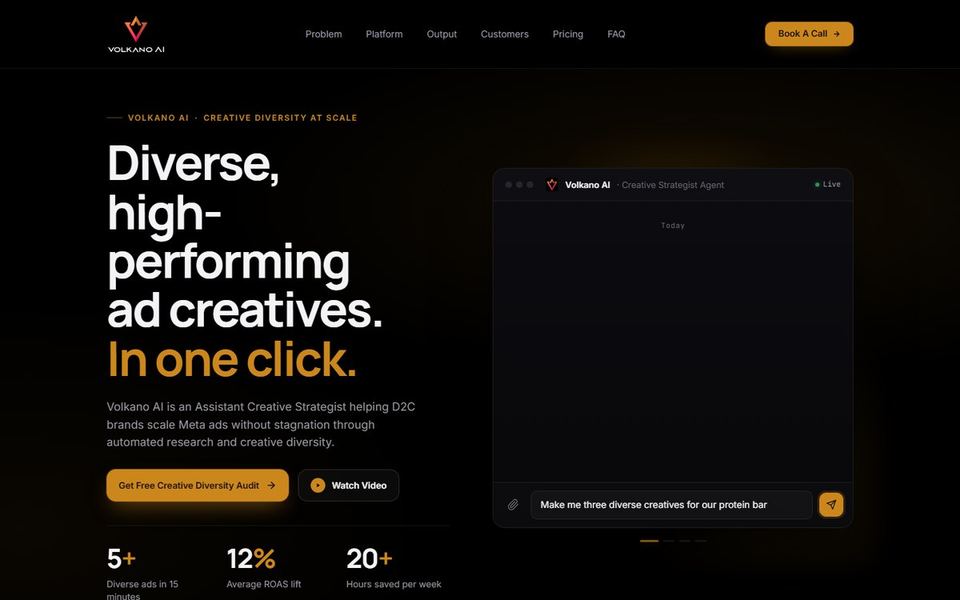 VOLKANO AI
Problem
Platform
Output
Customers
Pricing
FAQ
Book A Call →
VOLKANO AI · CREATIVE DIVERSITY AT SCALE
Diverse,
high-
performing
ad creatives.
In one click.
Volkano AI is an Assistant Creative Strategist helping D2C
brands scale Meta ads without stagnation through
automated research and creative diversity.
Get Free Creative Diversity Audit →
Watch Video
5+
Diverse ads in 15
minutes
12%
Average ROAS lift
20+
Hours saved per week
Volkano AI · Creative Strategist Agent
Live
Today
Make me three diverse creatives for our protein bar